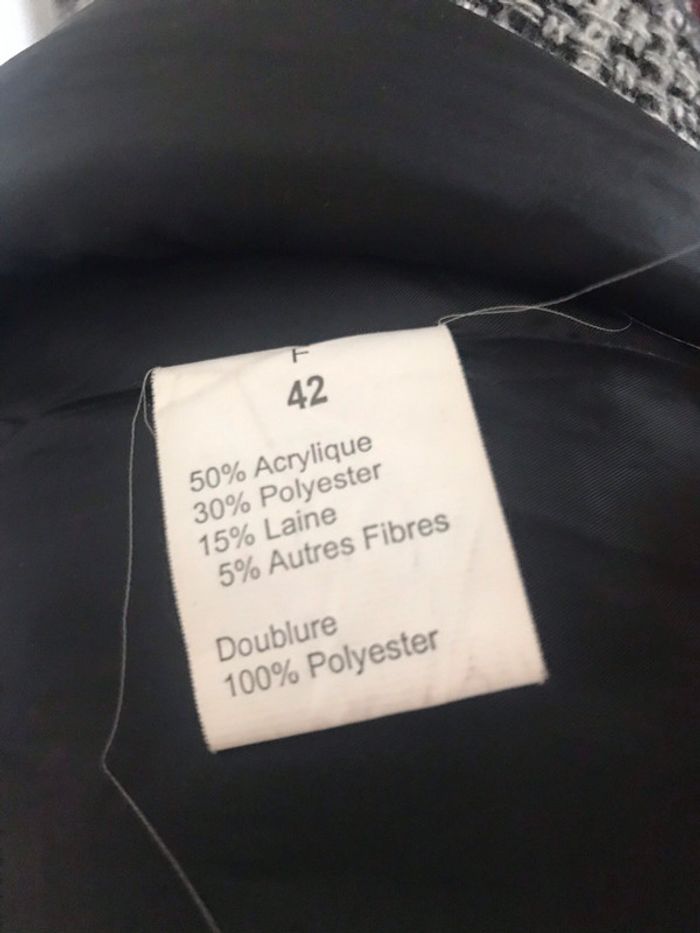 F
42
50% Acrylique
30% Polyester
15% Laine
5% Autres Fibres
Doublure
100% Polyester